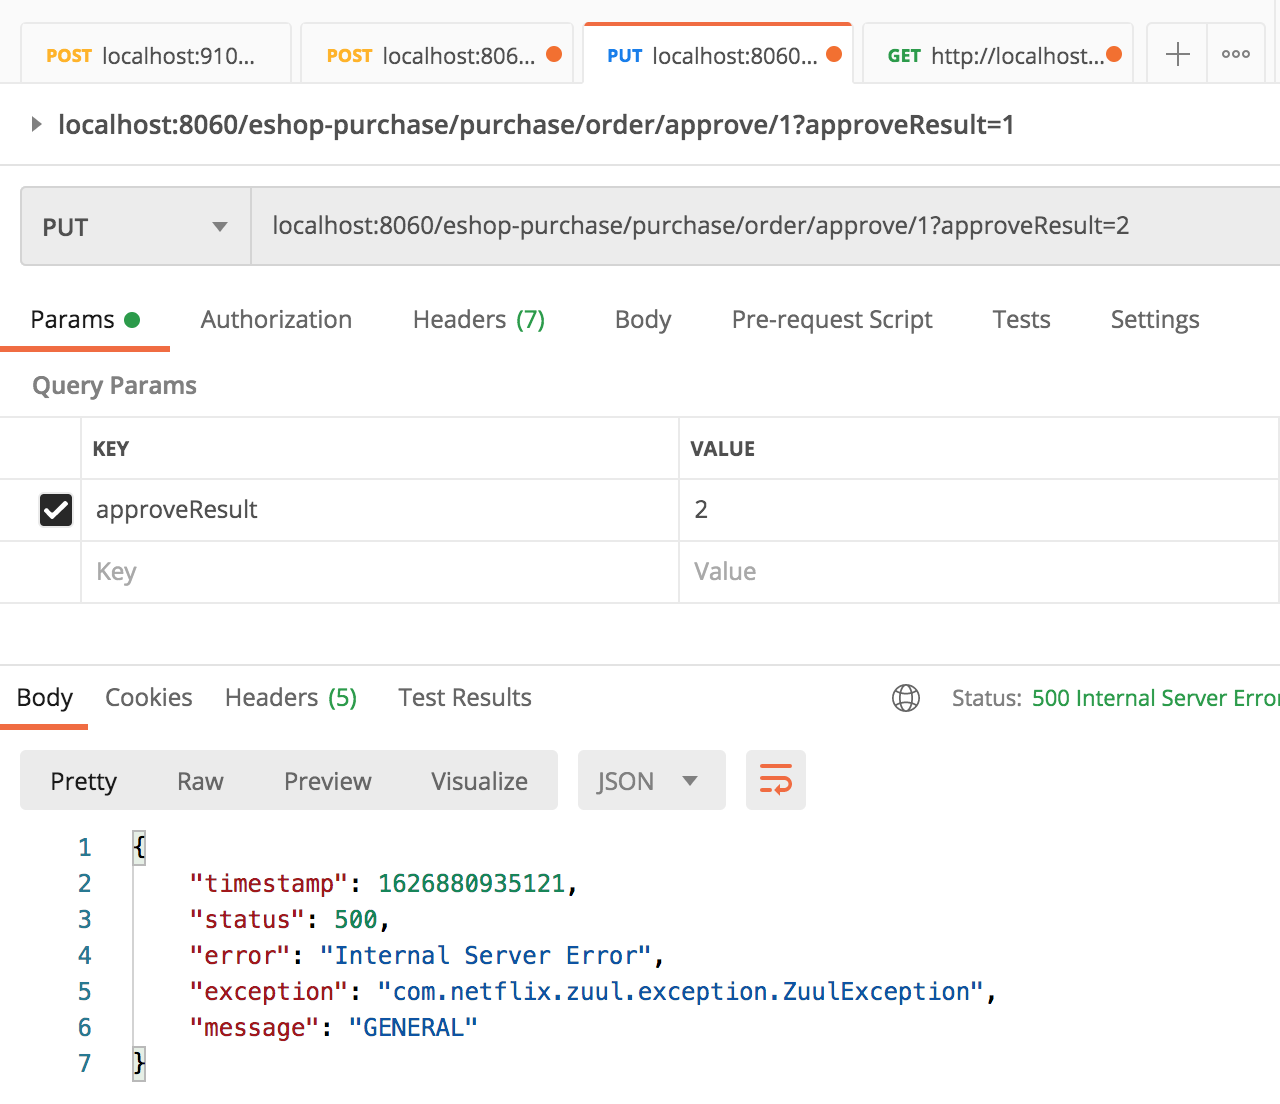 POST localhost:910... POST localhost:806... PUT localhost:8060... GET http://localhost...
localhost:8060/eshop-purchase/purchase/order/approve/1?approveResult=1
PUT localhost:8060/eshop-purchase/purchase/order/approve/1?approveResult=2
Params Authorization Headers (7) Body Pre-request Script Tests Settings
Query Params
KEY VALUE
approveResult 2
Key Value
Body Cookies Headers (5) Test Results Status: 500 Internal Server Error
Pretty Raw Preview Visualize JSON
1 {
2 "timestamp": 1626880935121,
3 "status": 500,
4 "error": "Internal Server Error",
5 "exception": "com.netflix.zuul.exception.ZuulException",
6 "message": "GENERAL"
7 }